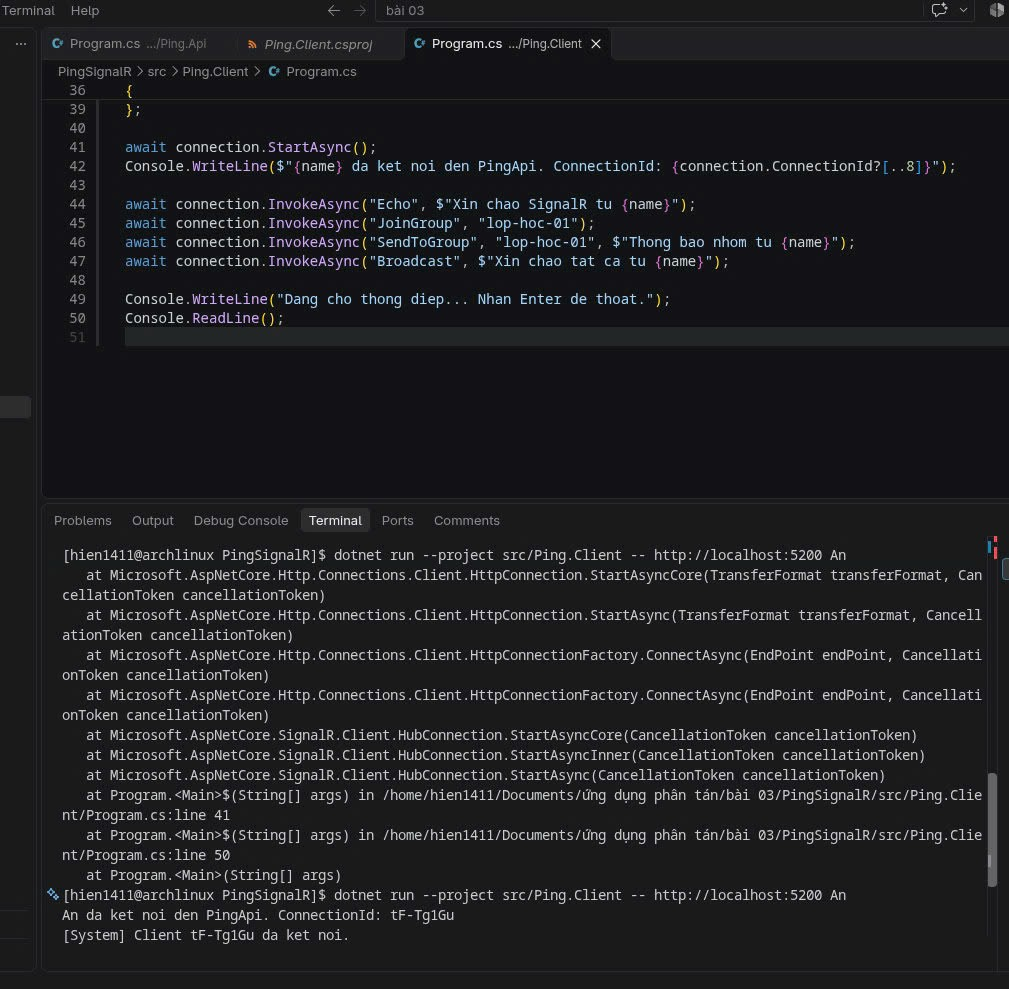 Terminal Help
bài 03
Program.cs .../Ping.Api
Ping.Client.csproj
Program.cs .../Ping.Client
PingSignalR > src > Ping.Client > Program.cs
36 {
39 };
40
41 await connection.StartAsync();
42 Console.WriteLine($"{name} da ket noi den PingApi. ConnectionId: {connection.ConnectionId?[..8]}");
43
44 await connection.InvokeAsync("Echo", $"Xin chao SignalR tu {name}");
45 await connection.InvokeAsync("JoinGroup", "lop-hoc-01");
46 await connection.InvokeAsync("SendToGroup", "lop-hoc-01", $"Thong bao nhom tu {name}");
47 await connection.InvokeAsync("Broadcast", $"Xin chao tat ca tu {name}");
48
49 Console.WriteLine("Dang cho thong diep... Nhan Enter de thoat.");
50 Console.ReadLine();
51
Problems Output Debug Console Terminal Ports Comments
[hien1411@archlinux PingSignalR]$ dotnet run --project src/Ping.Client -- http://localhost:5200 An
at Microsoft.AspNetCore.Http.Connections.Client.HttpConnection.StartAsyncCore(TransferFormat transferFormat, Can
cellationToken cancellationToken)
at Microsoft.AspNetCore.Http.Connections.Client.HttpConnection.StartAsync(TransferFormat transferFormat, Cancell
ationToken cancellationToken)
at Microsoft.AspNetCore.Http.Connections.Client.HttpConnectionFactory.ConnectAsync(EndPoint endPoint, Cancellati
onToken cancellationToken)
at Microsoft.AspNetCore.Http.Connections.Client.HttpConnectionFactory.ConnectAsync(EndPoint endPoint, Cancellati
onToken cancellationToken)
at Microsoft.AspNetCore.SignalR.Client.HubConnection.StartAsyncCore(CancellationToken cancellationToken)
at Microsoft.AspNetCore.SignalR.Client.HubConnection.StartAsyncInner(CancellationToken cancellationToken)
at Microsoft.AspNetCore.SignalR.Client.HubConnection.StartAsync(CancellationToken cancellationToken)
at Program.<Main>$(String[] args) in /home/hien1411/Documents/ứng dụng phân tán/bài 03/PingSignalR/src/Ping.Clie
nt/Program.cs:line 41
at Program.<Main>$(String[] args) in /home/hien1411/Documents/ứng dụng phân tán/bài 03/PingSignalR/src/Ping.Clie
nt/Program.cs:line 50
at Program.<Main>(String[] args)
[hien1411@archlinux PingSignalR]$ dotnet run --project src/Ping.Client -- http://localhost:5200 An
An da ket noi den PingApi. ConnectionId: tF-Tg1Gu
[System] Client tF-Tg1Gu da ket noi.